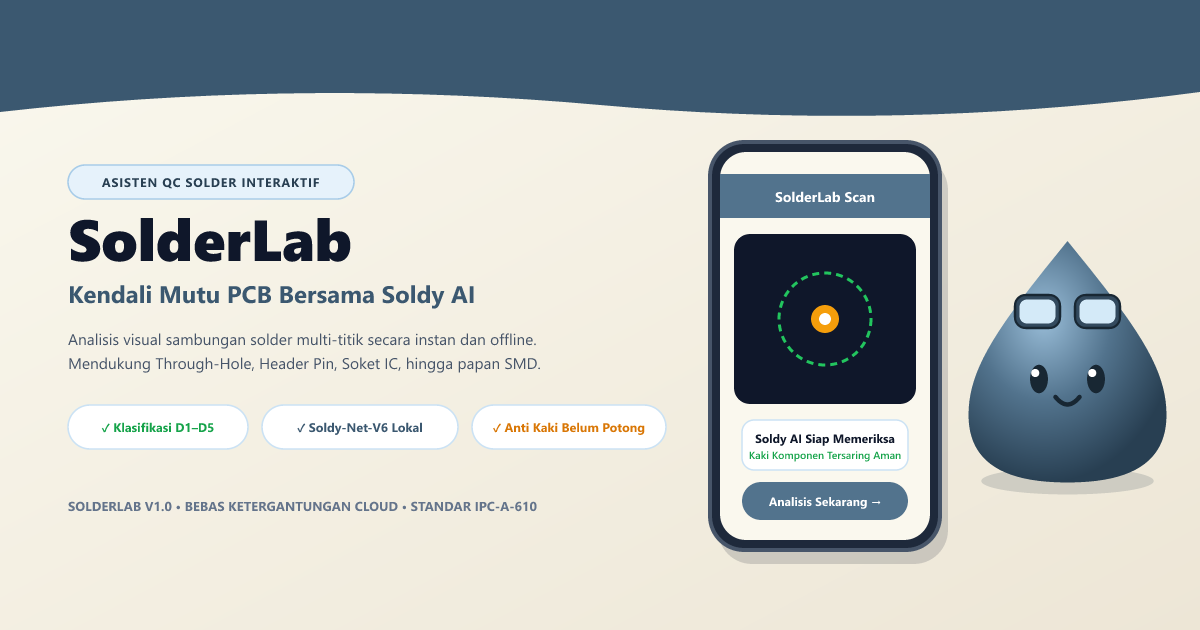 ASISTEN QC SOLDER INTERAKTIF
SolderLab
Kendali Mutu PCB Bersama Soldy AI
Analisis visual sambungan solder multi-titik secara instan dan offline.
Mendukung Through-Hole, Header Pin, Soket IC, hingga papan SMD.
✓ Klasifikasi D1–D5
✓ Soldy-Net-V6 Lokal
✓ Anti Kaki Belum Potong
SOLDERLAB V1.0 • BEBAS KETERGANTUNGAN CLOUD • STANDAR IPC-A-610
SolderLab Scan
Soldy AI Siap Memeriksa
Kaki Komponen Tersaring Aman
Analisis Sekarang →